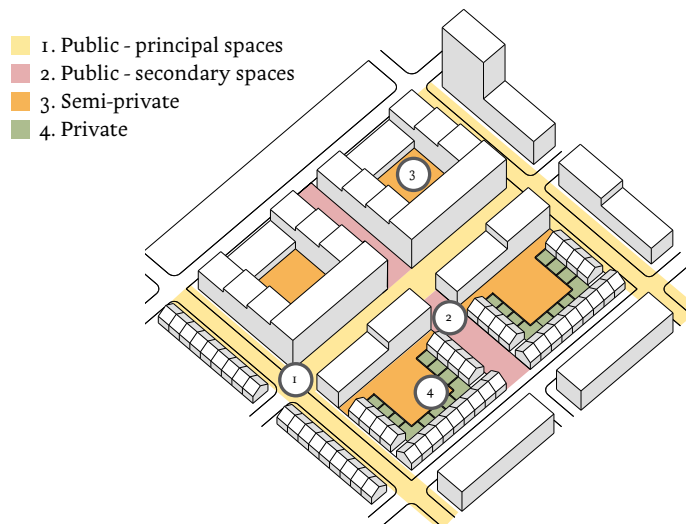 1. Public - principal spaces
2. Public - secondary spaces
3. Semi-private
4. Private
3
2
1
4